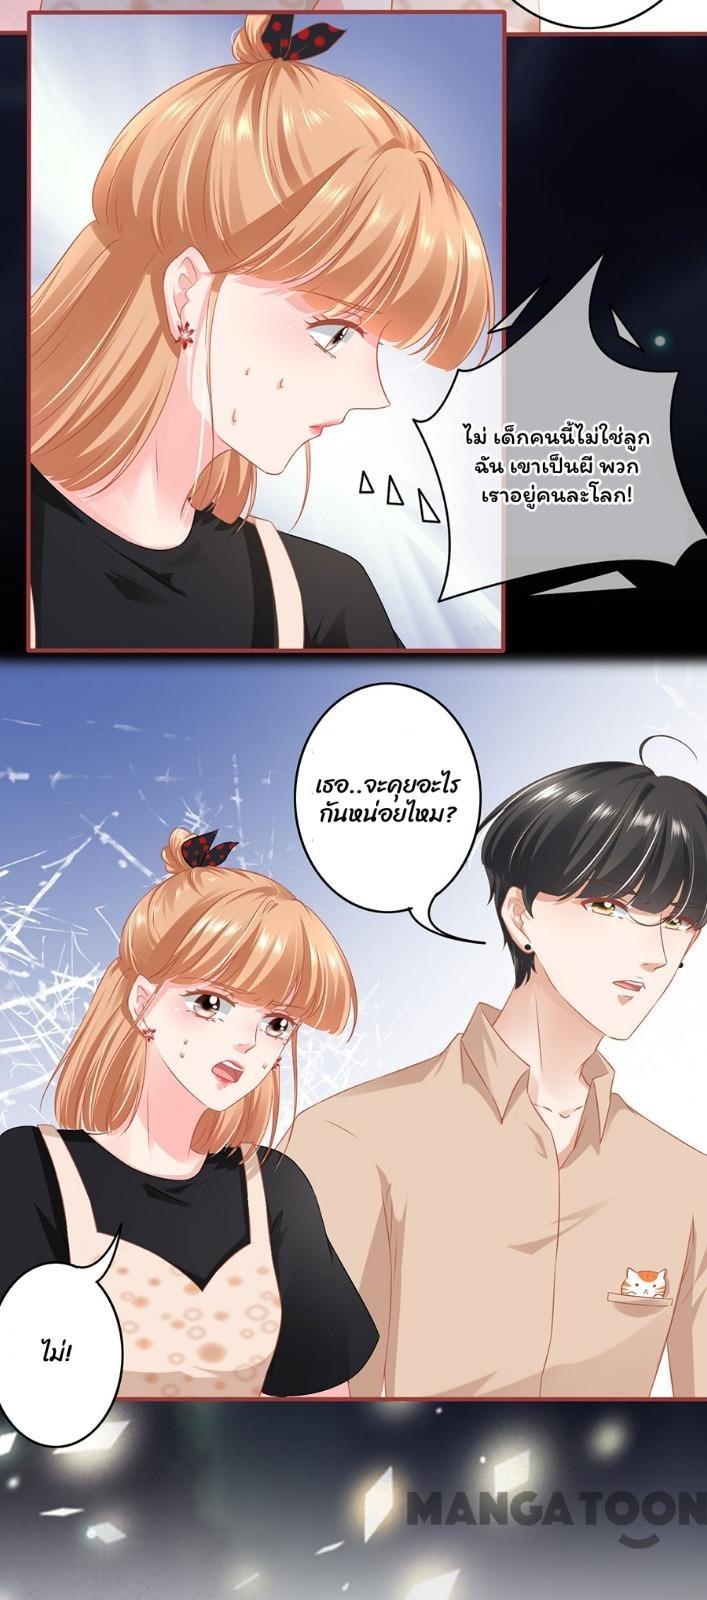 ไม่ เด็กคนนี้ไม่ใช่ลูก
ฉัน เขาเป็นผี พวก
เราอยู่คนละโลก!
เธอ..จะคุยอะไร
กันหน่อยไหม?
ไม่!
MANGATOON
MANGATOON